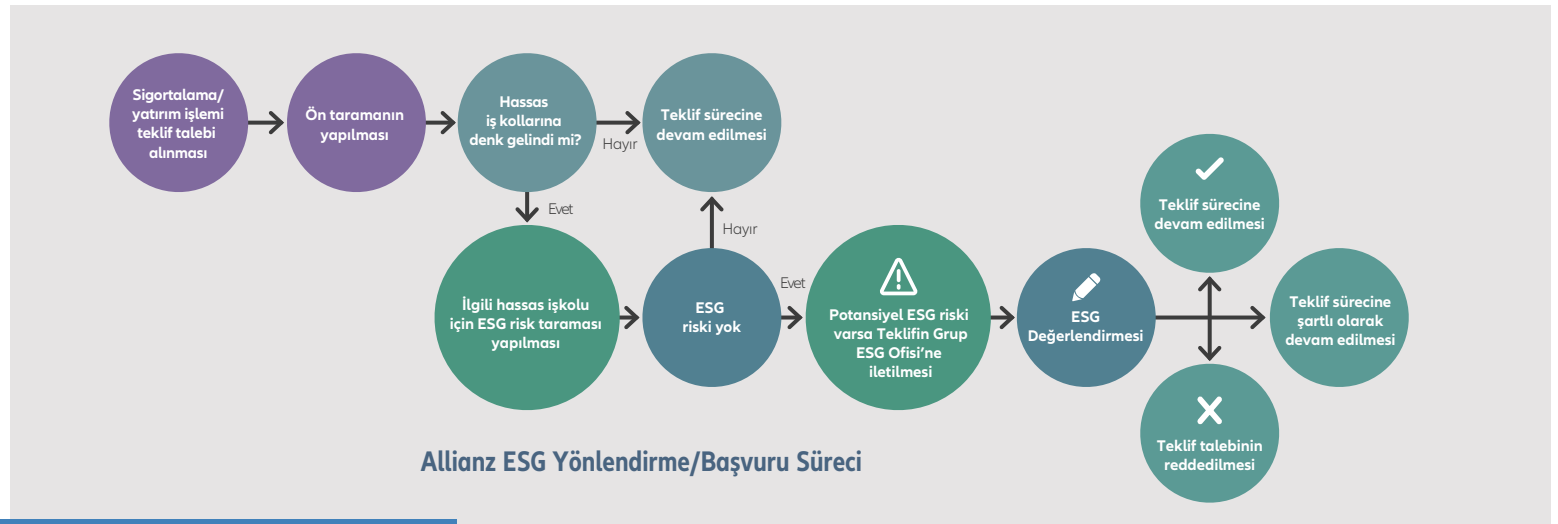 Sigortalama/
yatırım işlemi
teklif talebi
alınması
Ön taramanın
yapılması
Hassas
iş kollarına
denk gelindi mi?
Hayır
Teklif sürecine
devam edilmesi
Evet
İlgili hassas işkolu
için ESG risk taraması
yapılması
ESG
riski yok
Hayır
Evet
Potansiyel ESG riski
varsa Teklifin Grup
ESG Ofisi’ne
iletilmesi
ESG
Değerlendirmesi
Teklif sürecine
devam edilmesi
Teklif sürecine
şartlı olarak
devam edilmesi
Teklif talebinin
reddedilmesi
Allianz ESG Yönlendirme/Başvuru Süreci